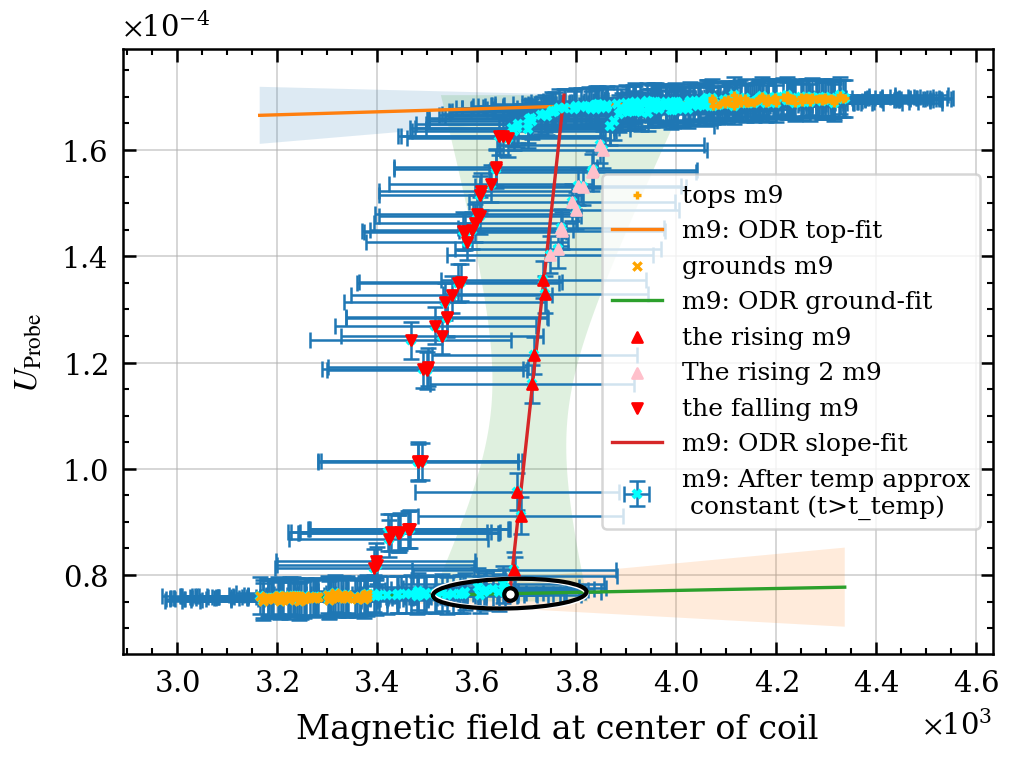 ×10⁻⁴
1.6
1.4
1.2
1.0
0.8
U_Probe
tops m9
m9: ODR top-fit
grounds m9
m9: ODR ground-fit
the rising m9
The rising 2 m9
the falling m9
m9: ODR slope-fit
m9: After temp approx
constant (t>t_temp)
3.0 3.2 3.4 3.6 3.8 4.0 4.2 4.4 4.6
Magnetic field at center of coil
×10³